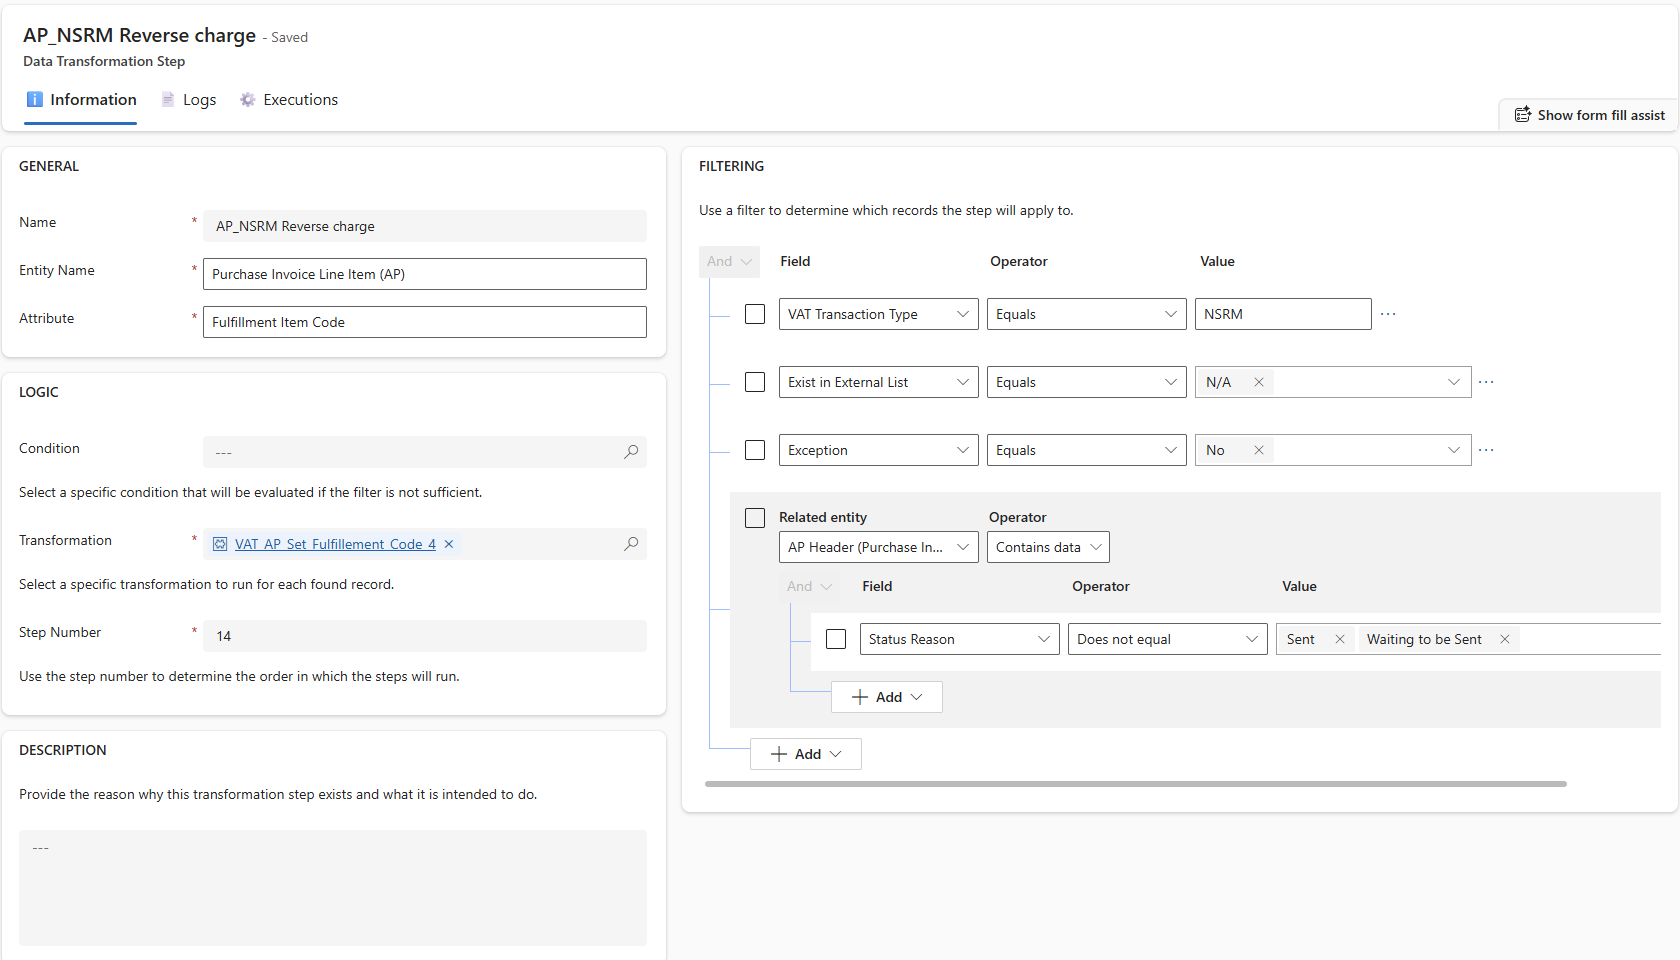 AP_NSRM Reverse charge - Saved
Data Transformation Step
Information Logs Executions
Show form fill assist
GENERAL
Name * AP_NSRM Reverse charge
Entity Name * Purchase Invoice Line Item (AP)
Attribute * Fulfillment Item Code
LOGIC
Condition ---
Select a specific condition that will be evaluated if the filter is not sufficient.
Transformation * VAT_AP_Set_Fulfillement_Code_4
Select a specific transformation to run for each found record.
Step Number * 14
Use the step number to determine the order in which the steps will run.
DESCRIPTION
Provide the reason why this transformation step exists and what it is intended to do.
---
FILTERING
Use a filter to determine which records the step will apply to.
And Field Operator Value
VAT Transaction Type Equals NSRM ...
Exist in External List Equals N/A ...
Exception Equals No ...
Related entity Operator
AP Header (Purchase In... Contains data
And Field Operator Value
Status Reason Does not equal Sent Waiting to be Sent
Add
Add